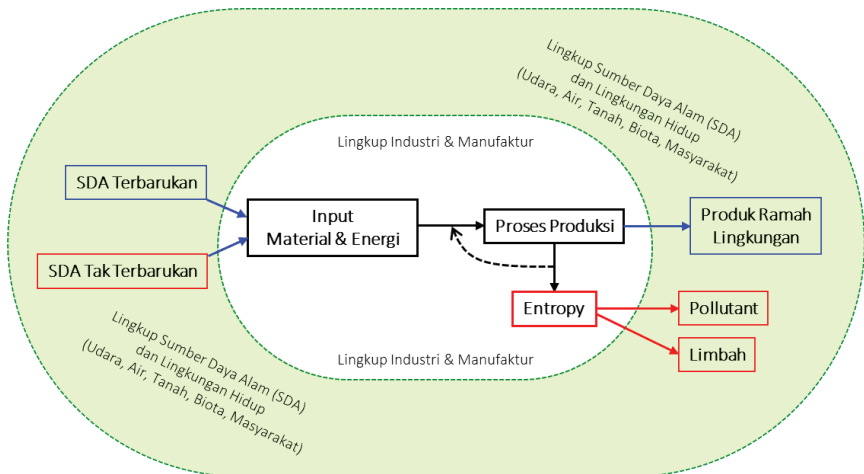 Lingkup Sumber Daya Alam (SDA)
dan Lingkungan Hidup
(Udara, Air, Tanah, Biota, Masyarakat)
Lingkup Industri & Manufaktur
SDA Terbarukan
Input
Material & Energi
Proses Produksi
Produk Ramah
Lingkungan
SDA Tak Terbarukan
Entropy
Pollutant
Limbah
Lingkup Industri & Manufaktur
Lingkup Sumber Daya Alam (SDA)
dan Lingkungan Hidup
(Udara, Air, Tanah, Biota, Masyarakat)